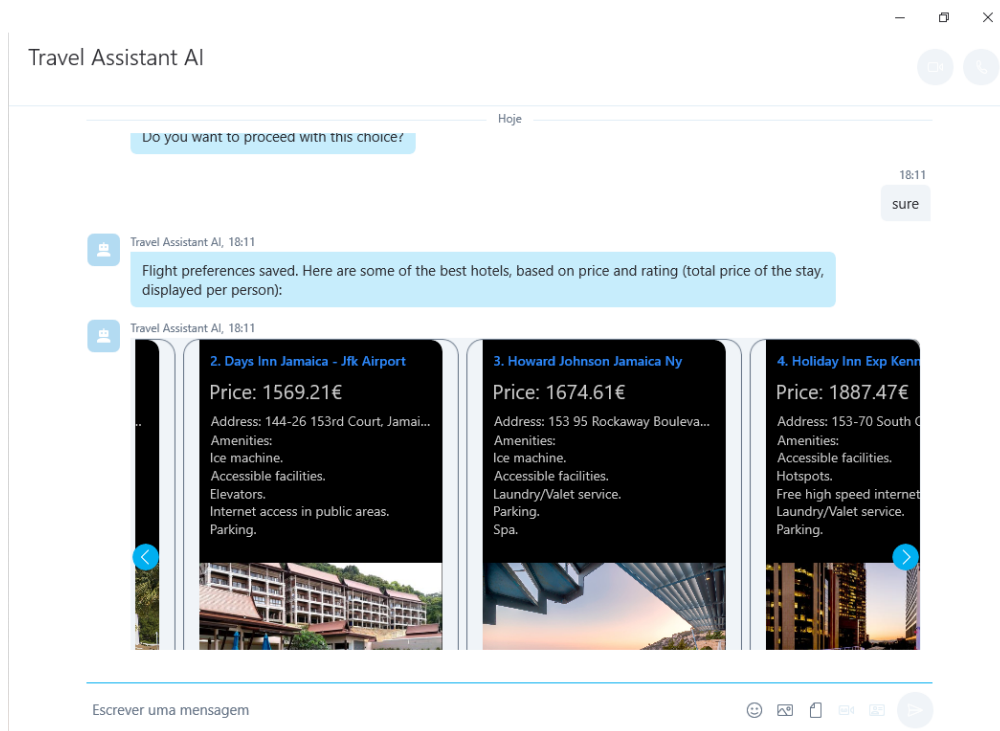 Travel Assistant AI
Hoje
Do you want to proceed with this choice?
18:11
sure
Travel Assistant AI, 18:11
Flight preferences saved. Here are some of the best hotels, based on price and rating (total price of the stay,
displayed per person):
Travel Assistant AI, 18:11
..
2. Days Inn Jamaica - Jfk Airport
Price: 1569.21€
Address: 144-26 153rd Court, Jamai...
Amenities:
Ice machine.
Accessible facilities.
Elevators.
Internet access in public areas.
Parking.
3. Howard Johnson Jamaica Ny
Price: 1674.61€
Address: 153 95 Rockaway Bouleva...
Amenities:
Ice machine.
Accessible facilities.
Laundry/Valet service.
Parking.
Spa.
4. Holiday Inn Exp Kenn
Price: 1887.47€
Address: 153-70 South
Amenities:
Accessible facilities.
Hotspots.
Free high speed internet
Laundry/Valet service.
Parking.
Escrever uma mensagem